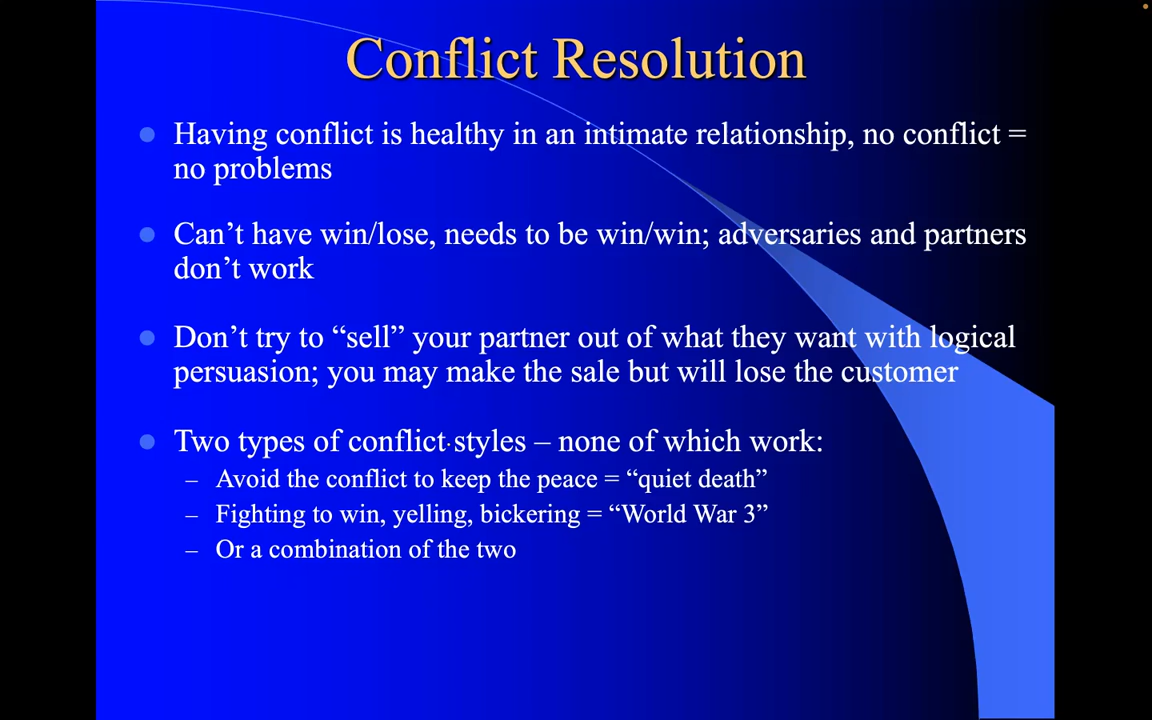 Conflict Resolution
Having conflict is healthy in an intimate relationship, no conflict =
no problems
Can’t have win/lose, needs to be win/win; adversaries and partners
don’t work
Don’t try to “sell” your partner out of what they want with logical
persuasion; you may make the sale but will lose the customer
Two types of conflict styles – none of which work:
– Avoid the conflict to keep the peace = “quiet death”
– Fighting to win, yelling, bickering = “World War 3”
– Or a combination of the two